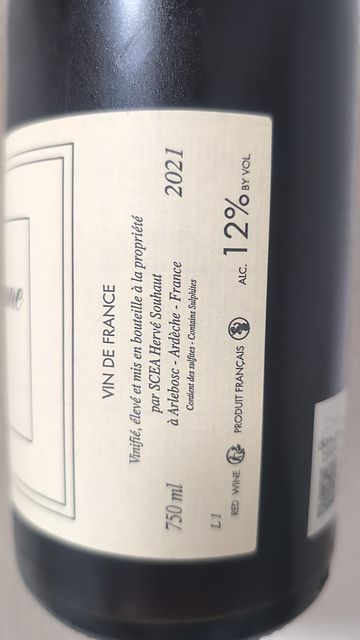 VIN DE FRANCE
Vinifié, élevé et mis en bouteille à la propriété
par SCEA Hervé Souhaut
à Arlebosc - Ardèche - France
750 ml
2021
Contient des sulfites - Contains Sulphites
L 1
RED WINE PRODUIT FRANÇAIS ALC. 12% BY VOL.